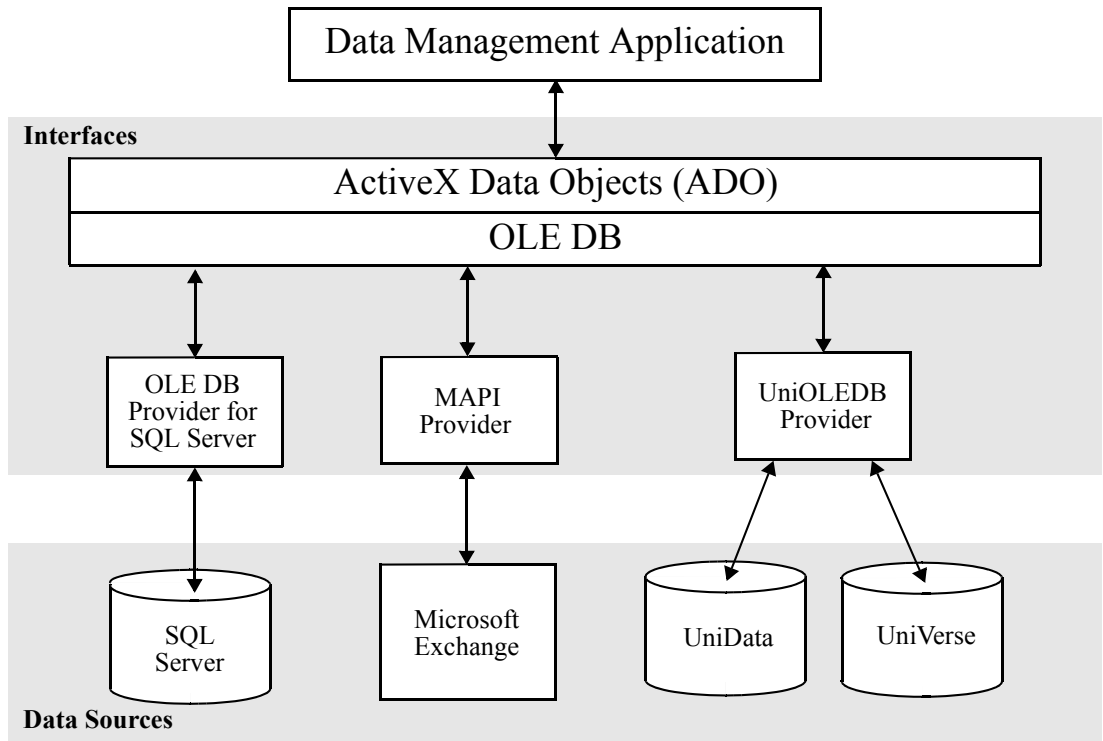 Data Management Application
Interfaces
ActiveX Data Objects (ADO)
OLE DB
OLE DB
Provider for
SQL Server
MAPI
Provider
UniOLEDB
Provider
SQL
Server
Microsoft
Exchange
UniData
UniVerse
Data Sources